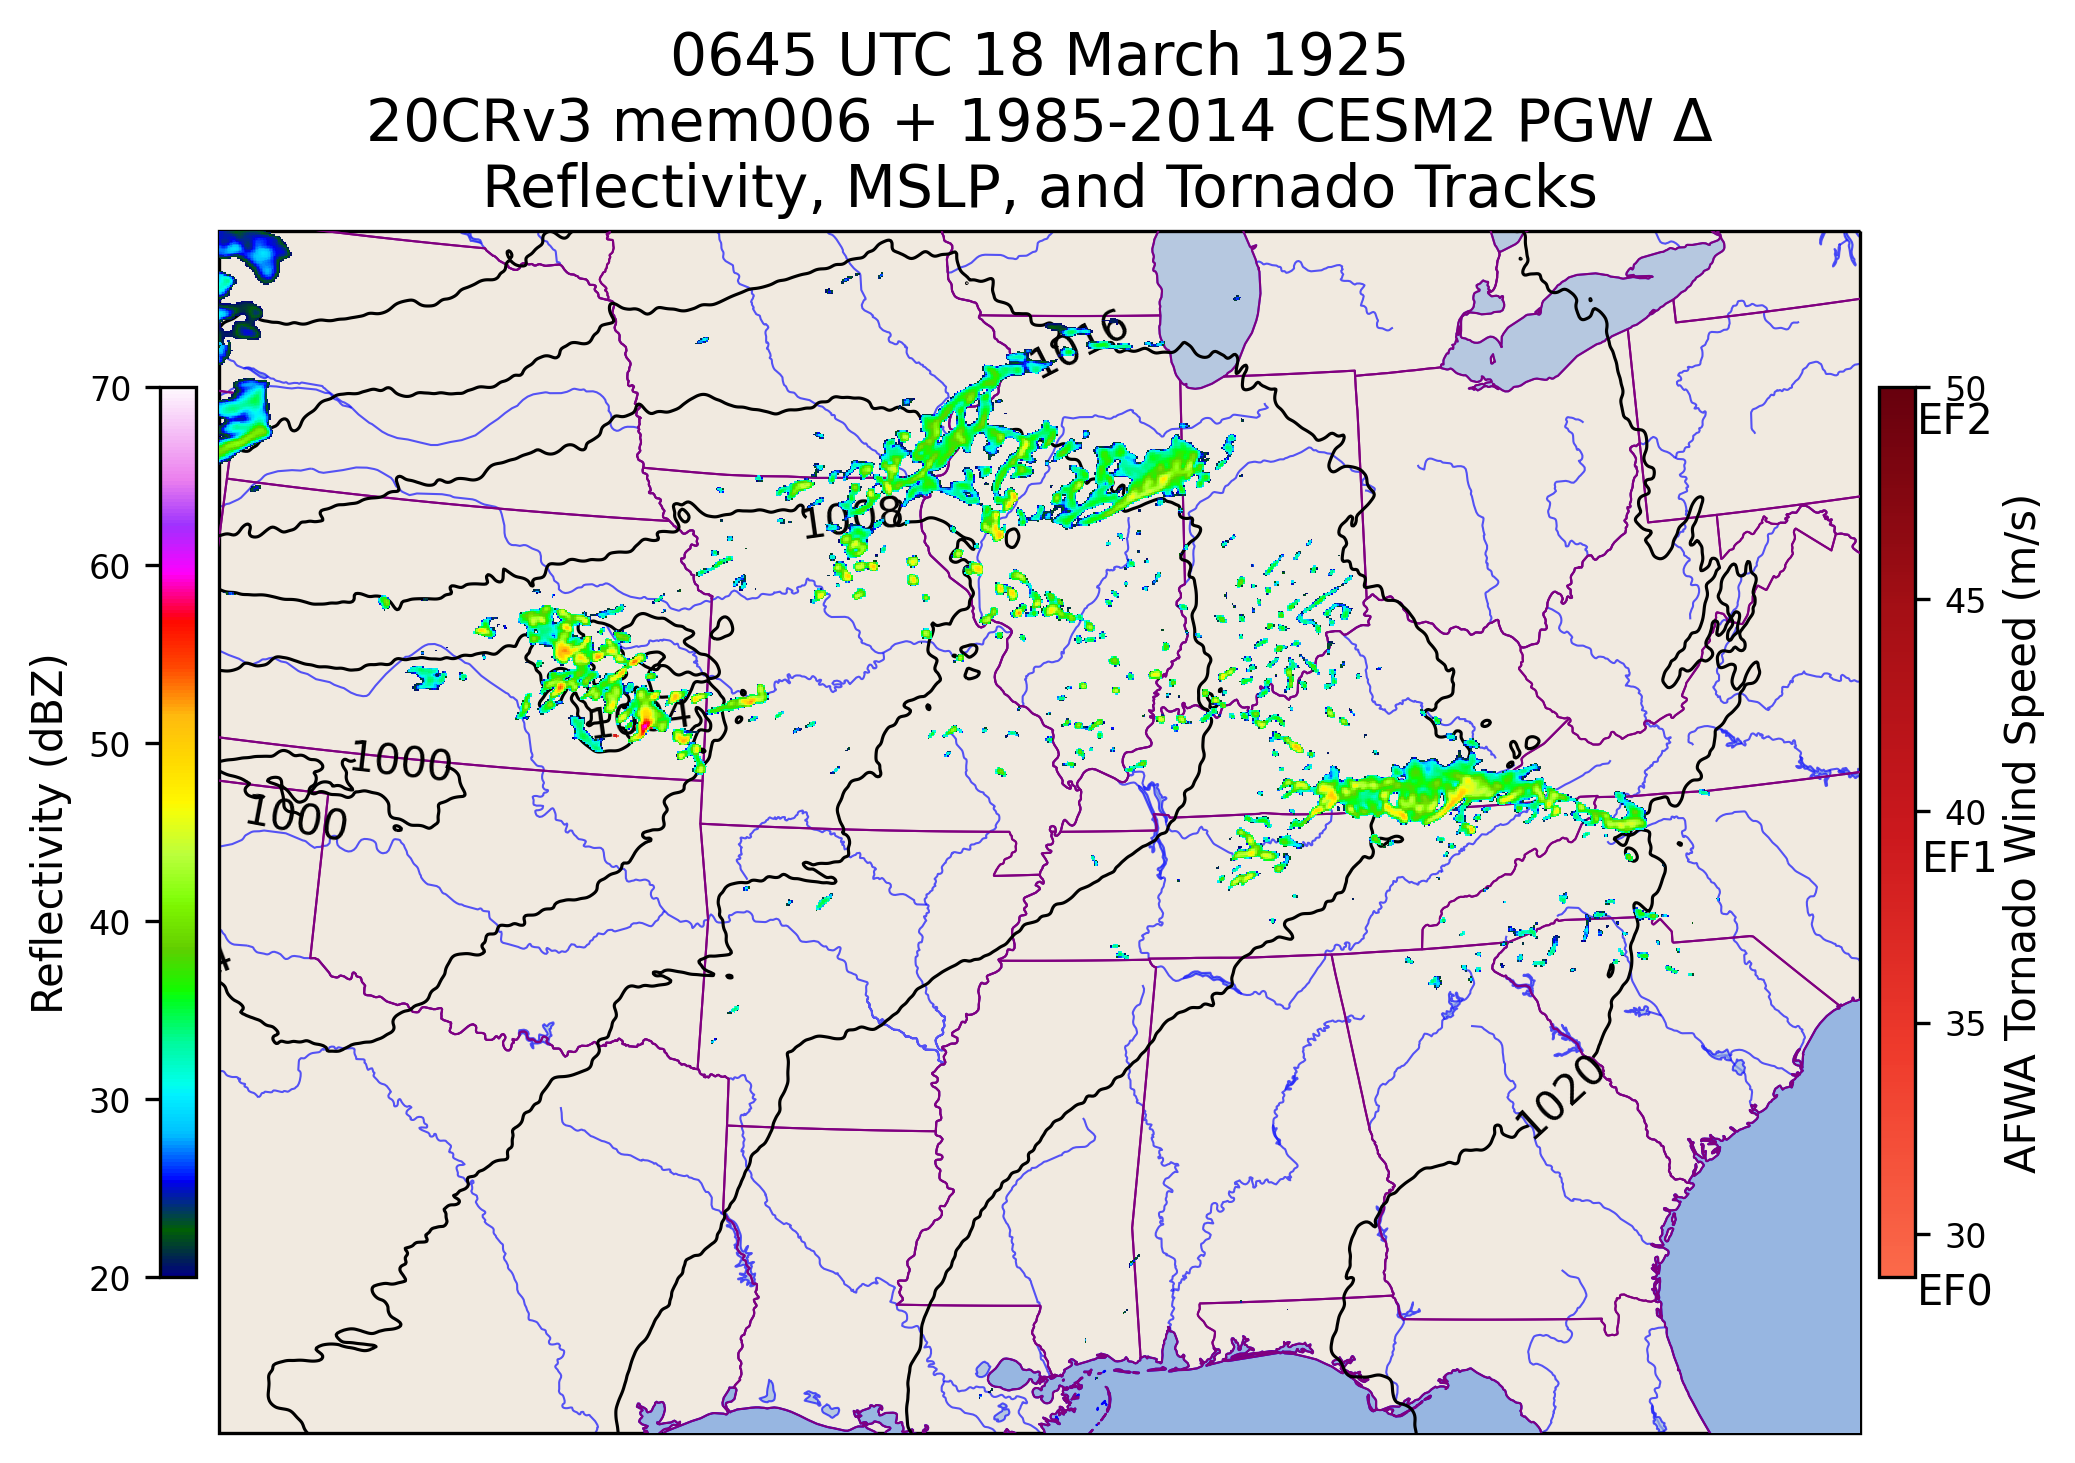 0645 UTC 18 March 1925
20CRv3 mem006 + 1985-2014 CESM2 PGW Δ
Reflectivity, MSLP, and Tornado Tracks
Reflectivity (dBZ)
70
60
50
40
30
20
1016
1008
1000
1000
1020
4
50
EF2
45
40
EF1
35
30
EF0
AFWA Tornado Wind Speed (m/s)